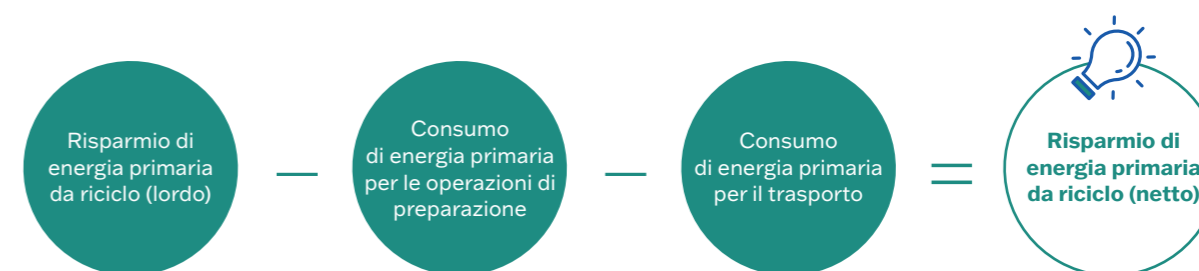 Risparmio di
energia primaria
da riciclo (lordo)
—
Consumo
di energia primaria
per le operazioni di
preparazione
—
Consumo
di energia primaria
per il trasporto
=
Risparmio di
energia primaria
da riciclo (netto)